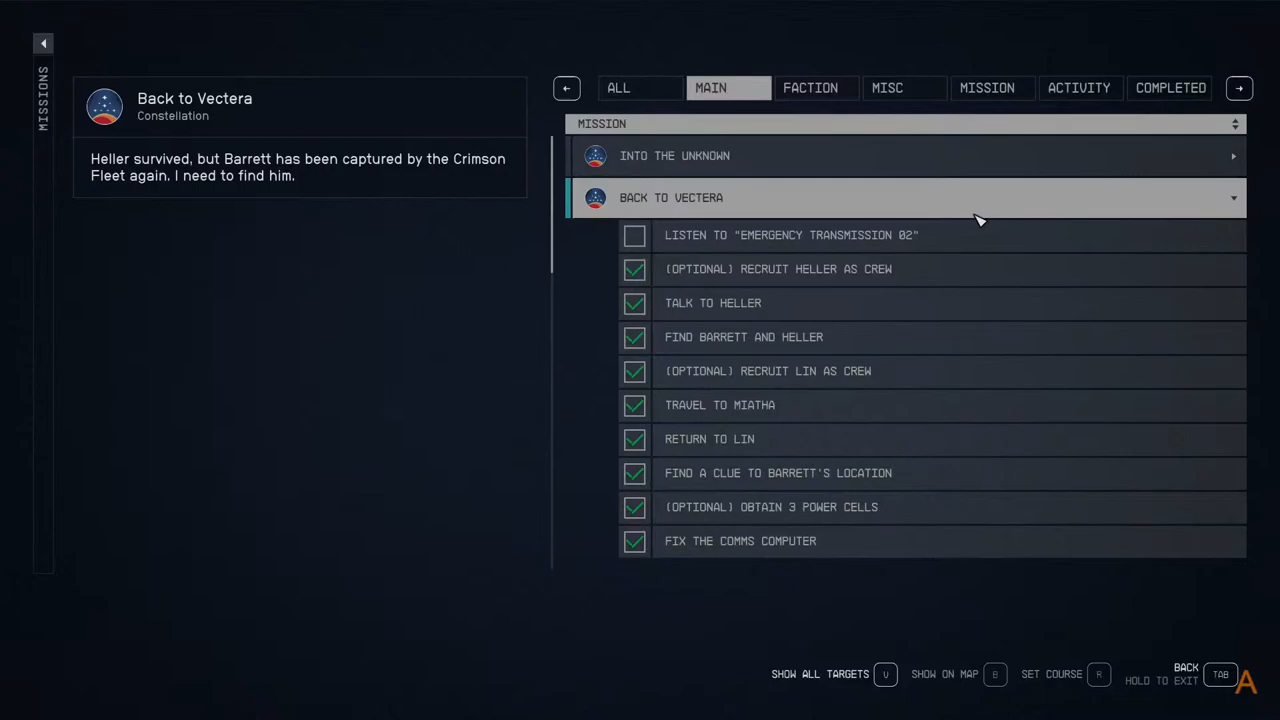 MISSIONS
Back to Vectera
Constellation
Heller survived, but Barrett has been captured by the Crimson
Fleet again. I need to find him.
ALL
MAIN
FACTION
MISC
MISSION
ACTIVITY
COMPLETED
MISSION
INTO THE UNKNOWN
BACK TO VECTERA
LISTEN TO "EMERGENCY TRANSMISSION 02"
(OPTIONAL) RECRUIT HELLER AS CREW
TALK TO HELLER
FIND BARRETT AND HELLER
(OPTIONAL) RECRUIT LIN AS CREW
TRAVEL TO MIATHA
RETURN TO LIN
FIND A CLUE TO BARRETT'S LOCATION
(OPTIONAL) OBTAIN 3 POWER CELLS
FIX THE COMMS COMPUTER
SHOW ALL TARGETS V
SHOW ON MAP B
SET COURSE R
BACK
HOLD TO EXIT
TAB
A